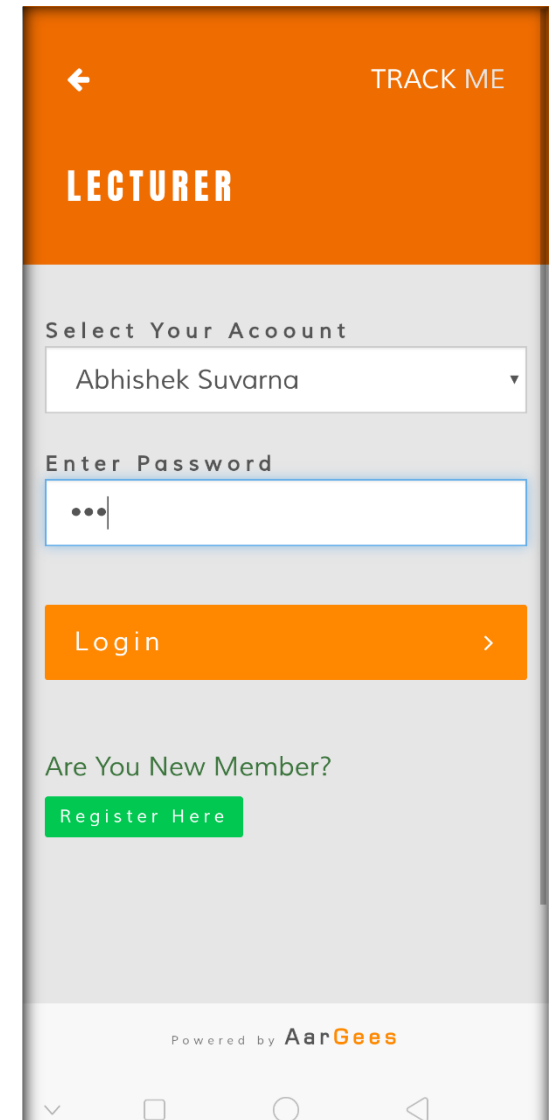 TRACK ME
LECTURER
Select Your Acoount
Abhishek Suvarna
Enter Password
•••
Login
Are You New Member?
Register Here
Powered by AarGees